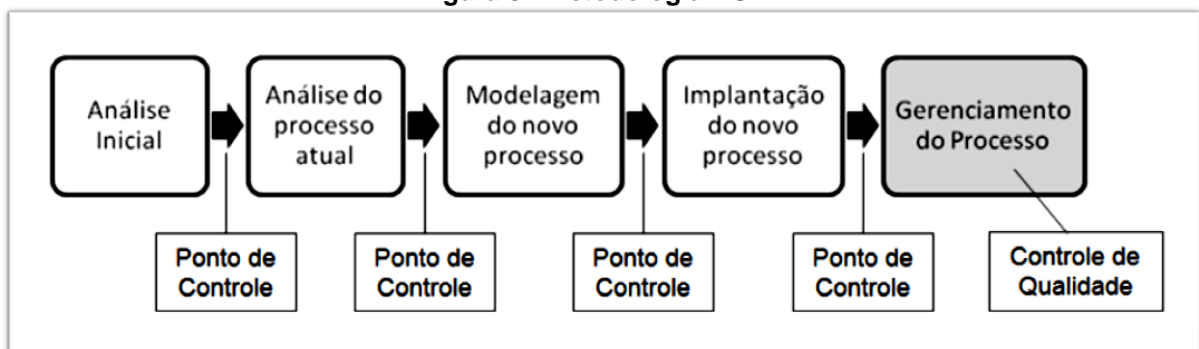 Análise
Inicial
Análise do
processo
atual
Modelagem
do novo
processo
Implantação
do novo
processo
Gerenciamento
do Processo
Ponto de
Controle
Ponto de
Controle
Ponto de
Controle
Ponto de
Controle
Controle de
Qualidade